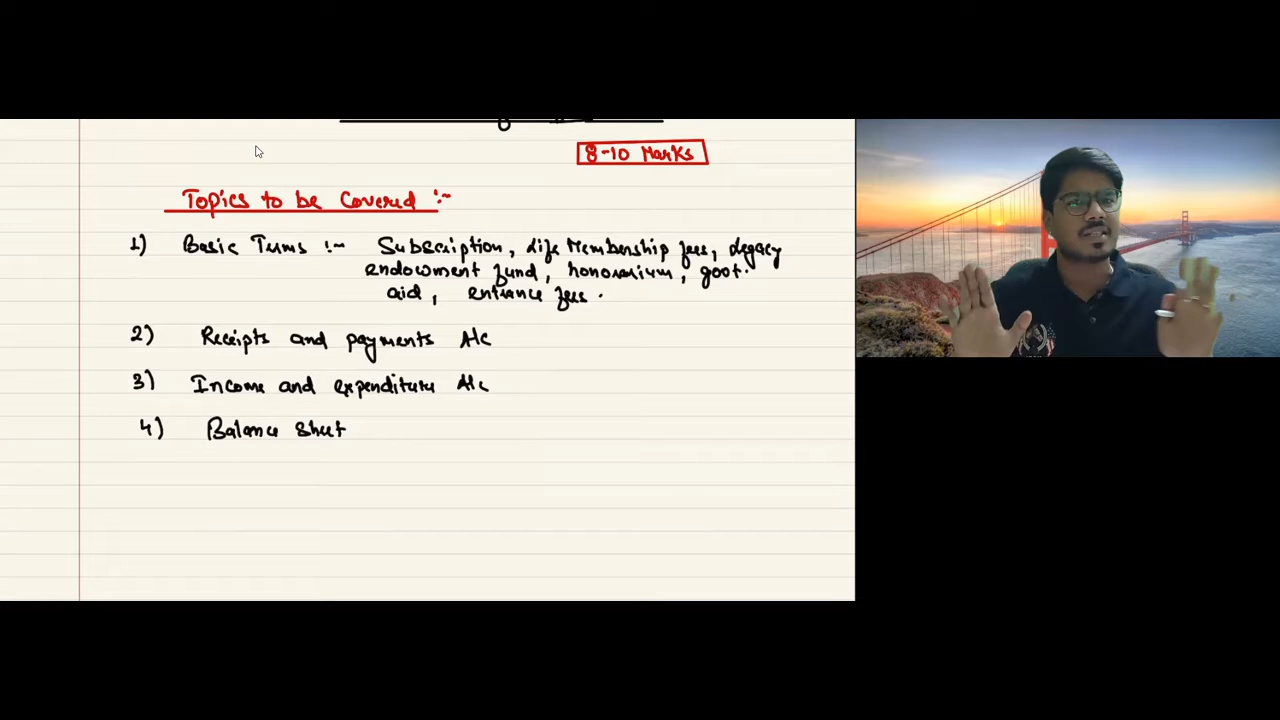 8-10 Marks
Topics to be Covered :-
1) Basic Terms :- Subscription, Life Membership fees, Legacy
endowment fund, honorarium, govt.
aid, entrance fees.
2) Receipts and payments A/c
3) Income and expenditure A/c
4) Balance Sheet